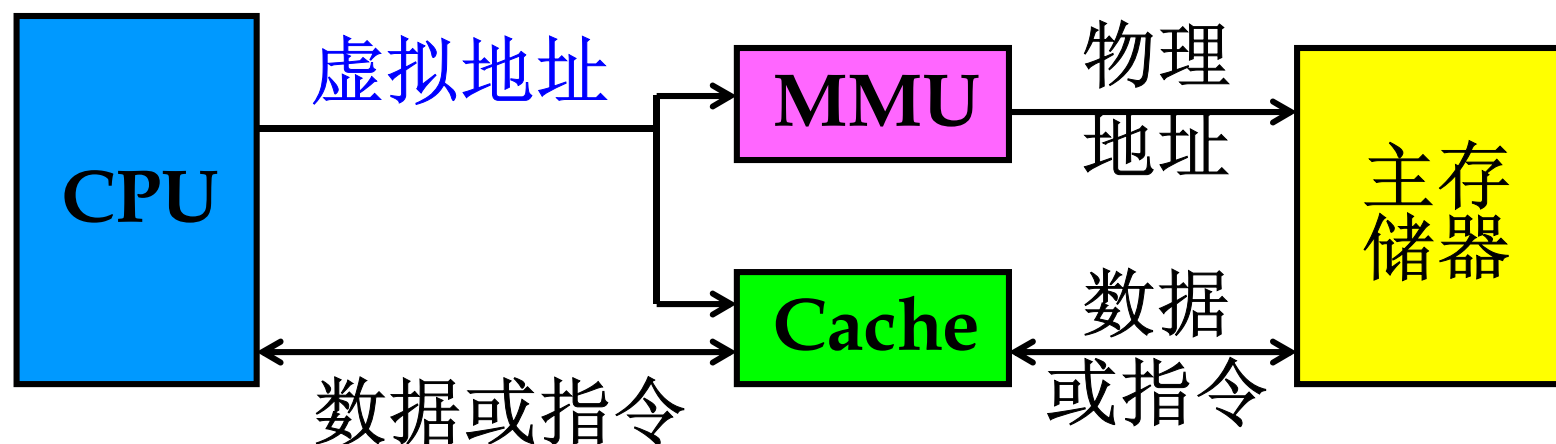 CPU
虚拟地址
MMU
物理
地址
主存
储器
Cache
数据
或指令
数据或指令